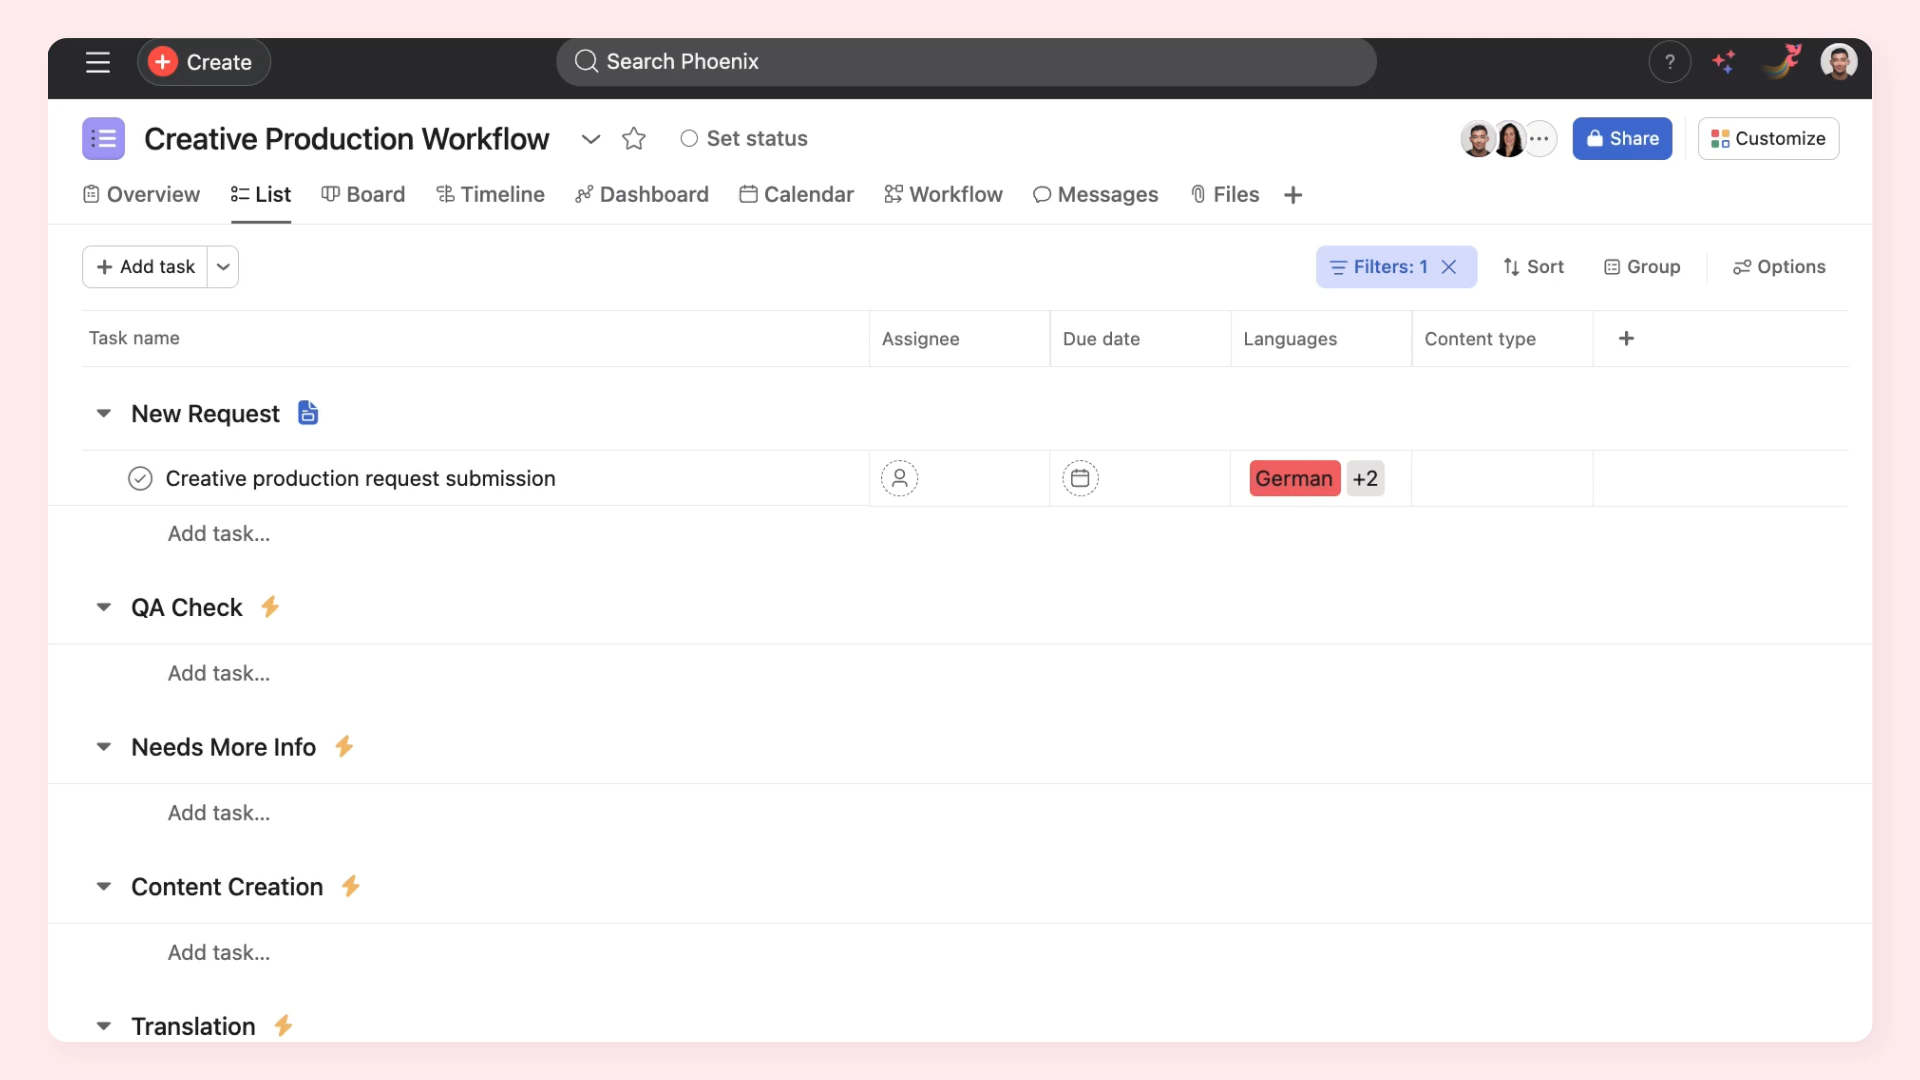 Create
Search Phoenix
?
Creative Production Workflow
Set status
Share
Customize
Overview
List
Board
Timeline
Dashboard
Calendar
Workflow
Messages
Files
Add task
Filters: 1
Sort
Group
Options
Task name
Assignee
Due date
Languages
Content type
New Request
Creative production request submission
German
+2
Add task...
QA Check
Add task...
Needs More Info
Add task...
Content Creation
Add task...
Translation